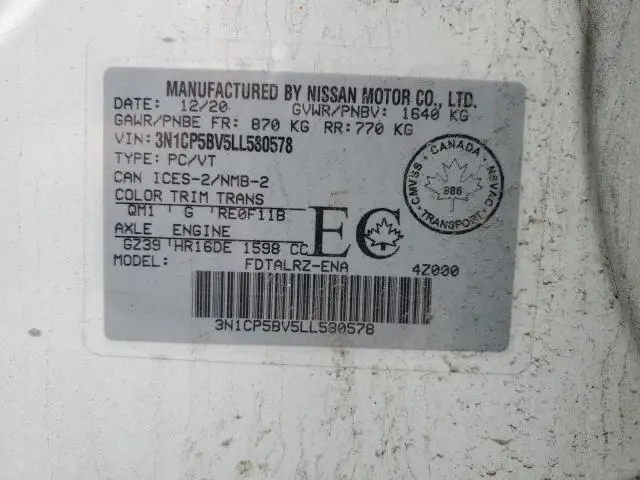 MANUFACTURED BY NISSAN MOTOR CO., LTD.
DATE: 12/20 GVWR/PNBV: 1640 KG
GAWR/PNBE FR: 870 KG RR: 770 KG
VIN: 3N1CP5BV5LL580578
TYPE: PC/VT
CAN ICES-2/NMB-2
COLOR TRIM TRANS
QM1 G RE0F11B
AXLE ENGINE
GZ39 HR16DE 1598 CC
MODEL: FDTALRZ-ENA 4Z000
3N1CP5BV5LL580578
EC
CANADA
CMVSS NSVAC
986
TRANSPORT